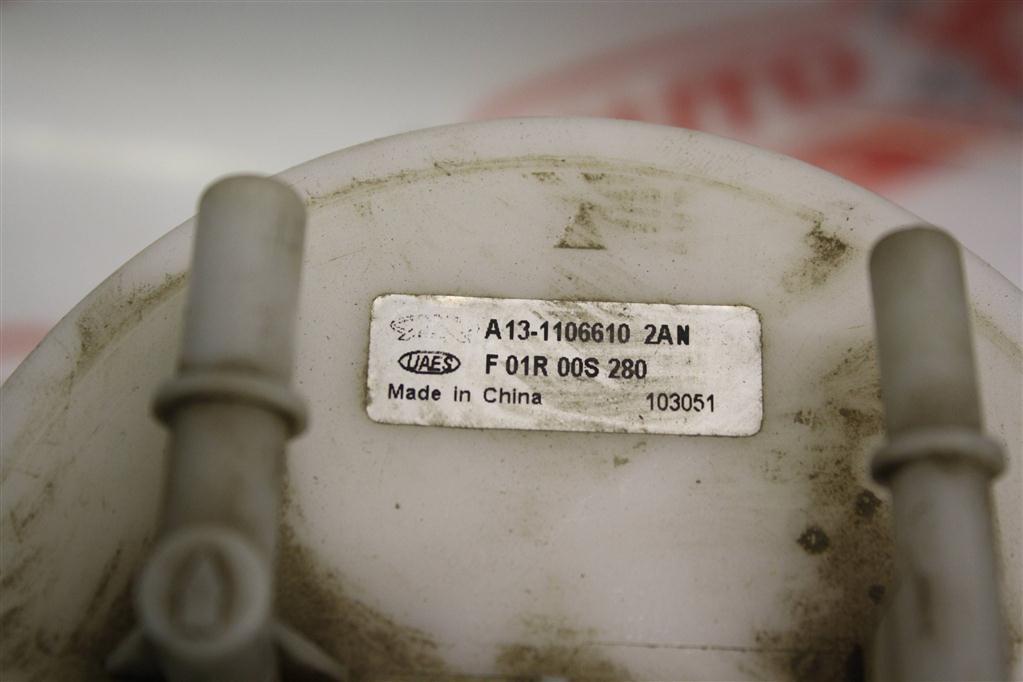 A13-1106610 2AN
UAES F 01R 00S 280
Made in China 103051